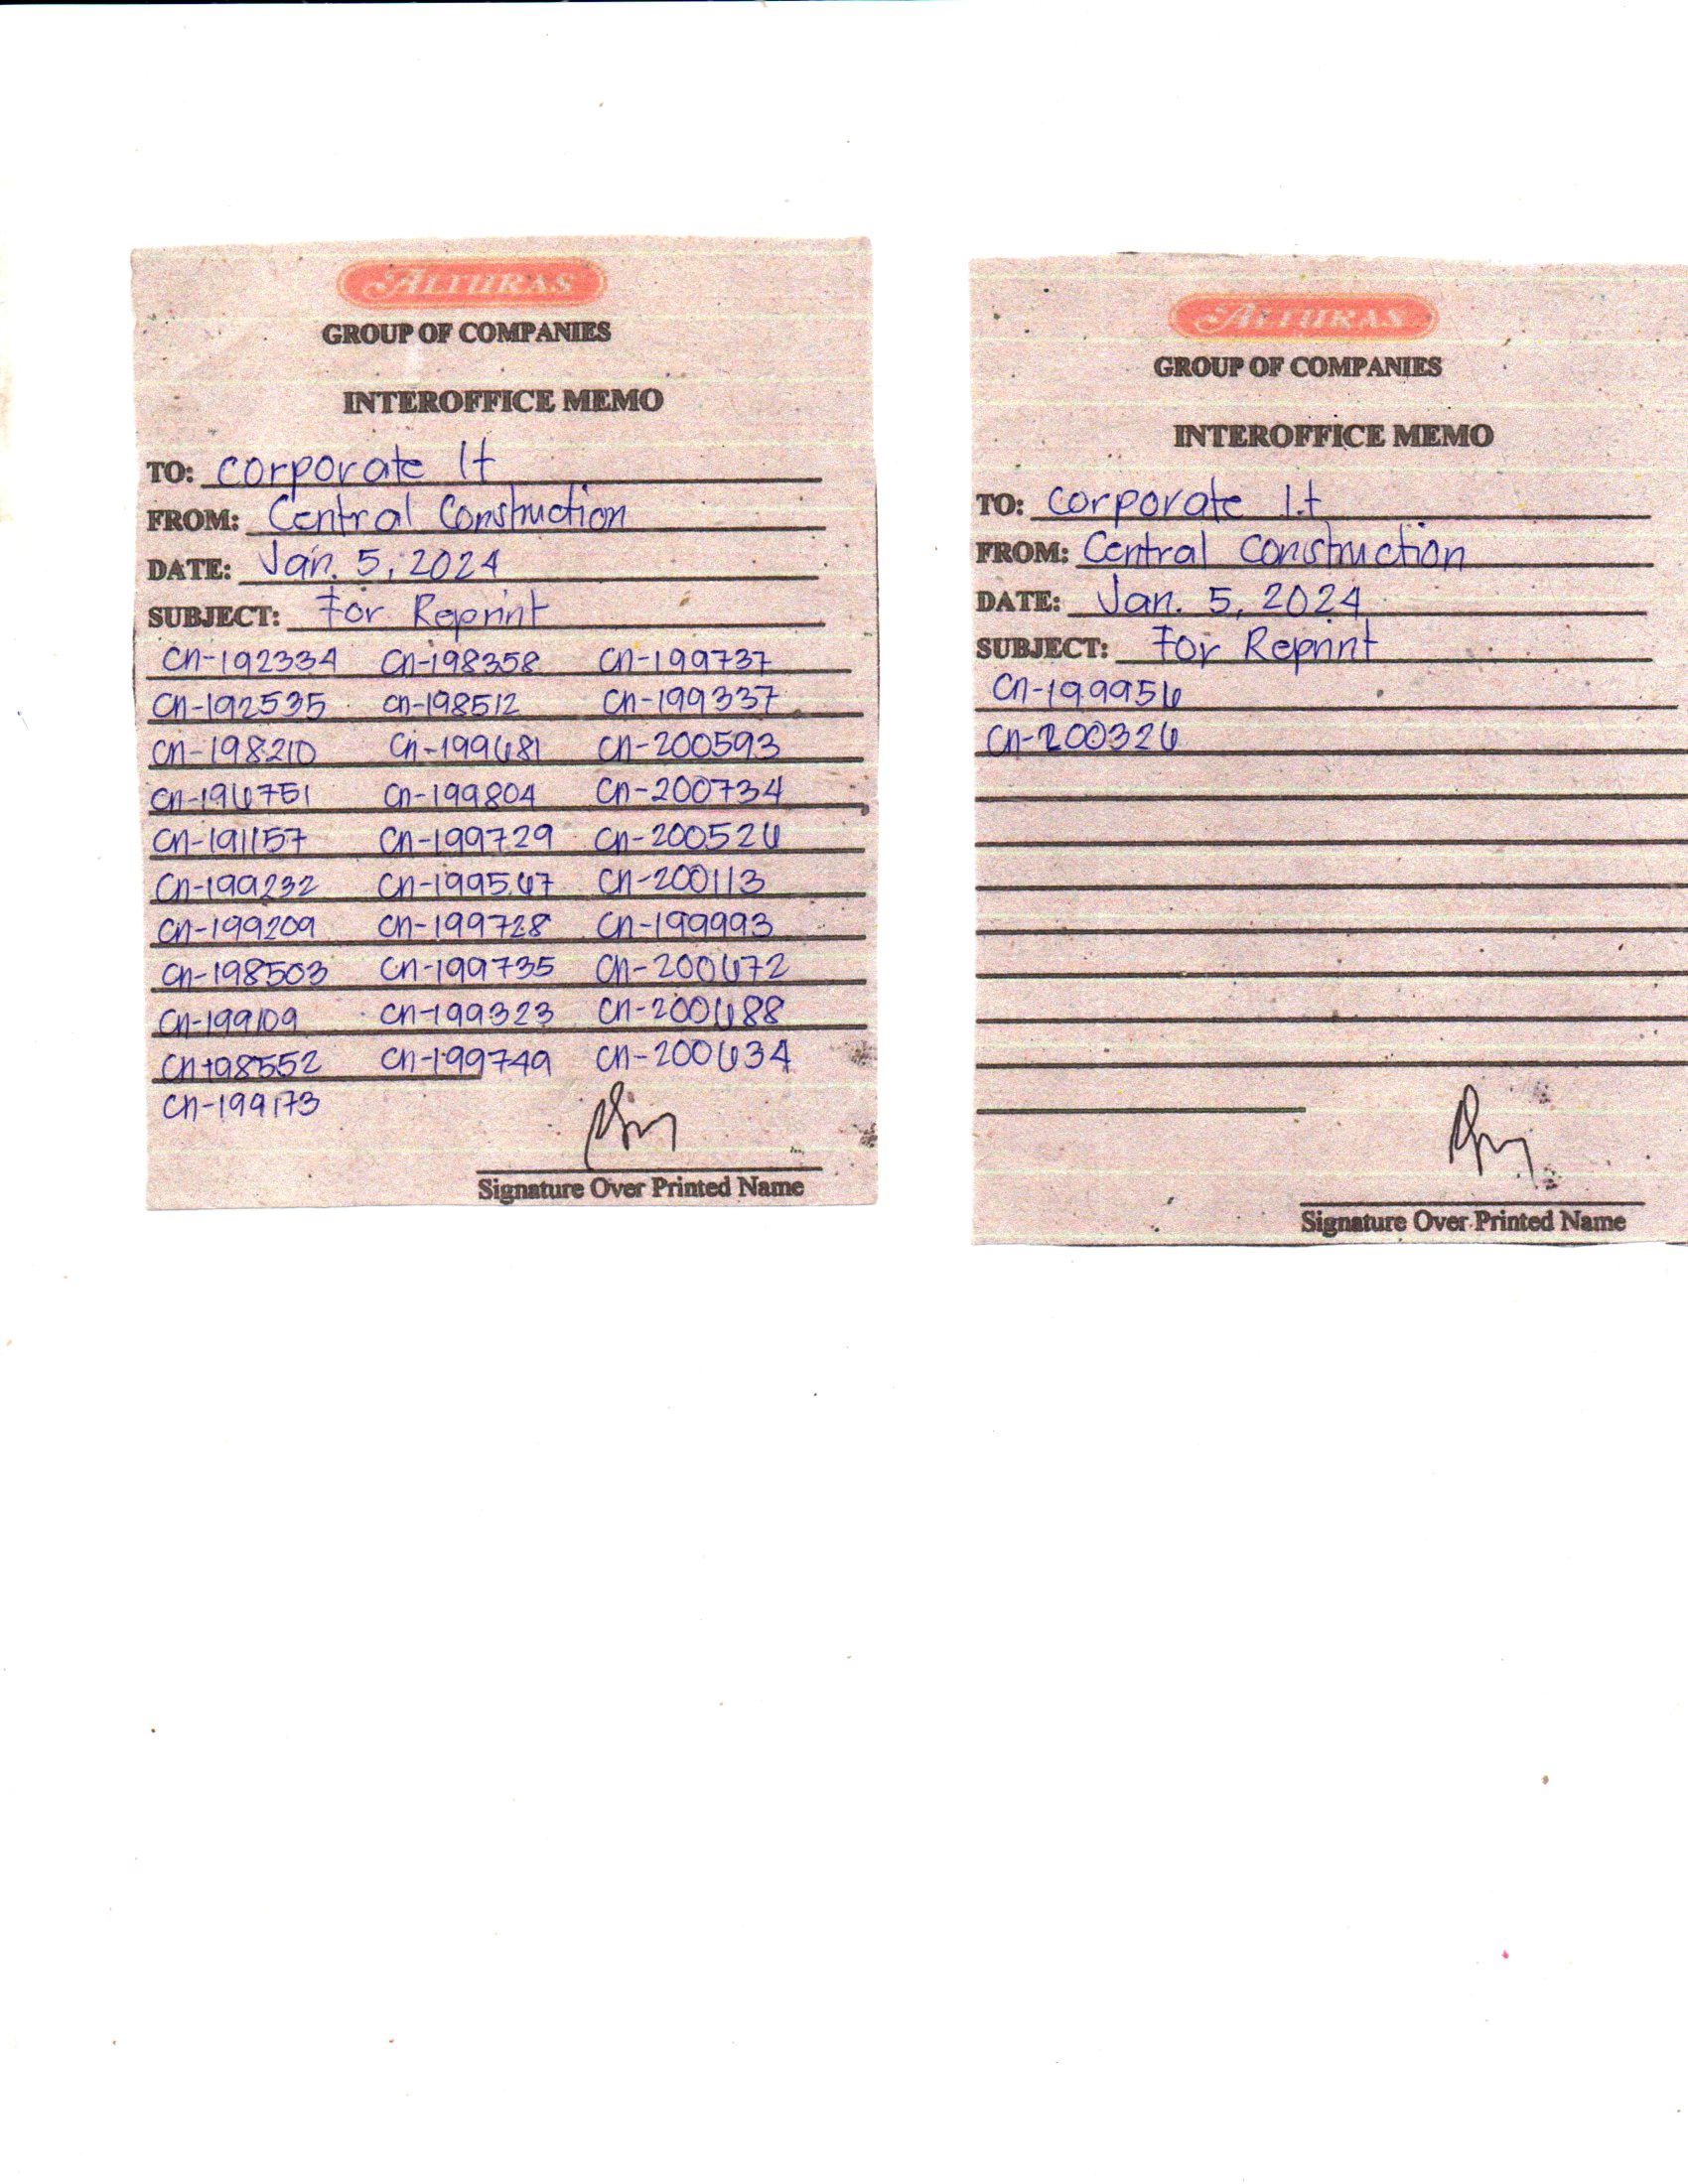 ALTURAS
GROUP OF COMPANIES
INTEROFFICE MEMO
TO: Corporate It
FROM: Central Construction
DATE: Jan. 5, 2024
SUBJECT: For Reprint
Cn-192334 Cn-198358 Cn-199737
Cn-192535 Cn-198512 Cn-199337
Cn-198210 Cn-199681 Cn-200593
Cn-196751 Cn-199804 Cn-200734
Cn-191157 Cn-199729 Cn-200526
Cn-199232 Cn-199567 Cn-200113
Cn-199209 Cn-199728 Cn-199993
Cn-198503 Cn-199735 Cn-200672
Cn-199109 Cn-199323 Cn-200688
Cn-198552 Cn-199749 Cn-200634
Cn-199173
Signature Over Printed Name
ALTURAS
GROUP OF COMPANIES
INTEROFFICE MEMO
TO: Corporate I.t
FROM: Central Construction
DATE: Jan. 5, 2024
SUBJECT: For Reprint
Cn-199956
Cn-200326
Signature Over Printed Name